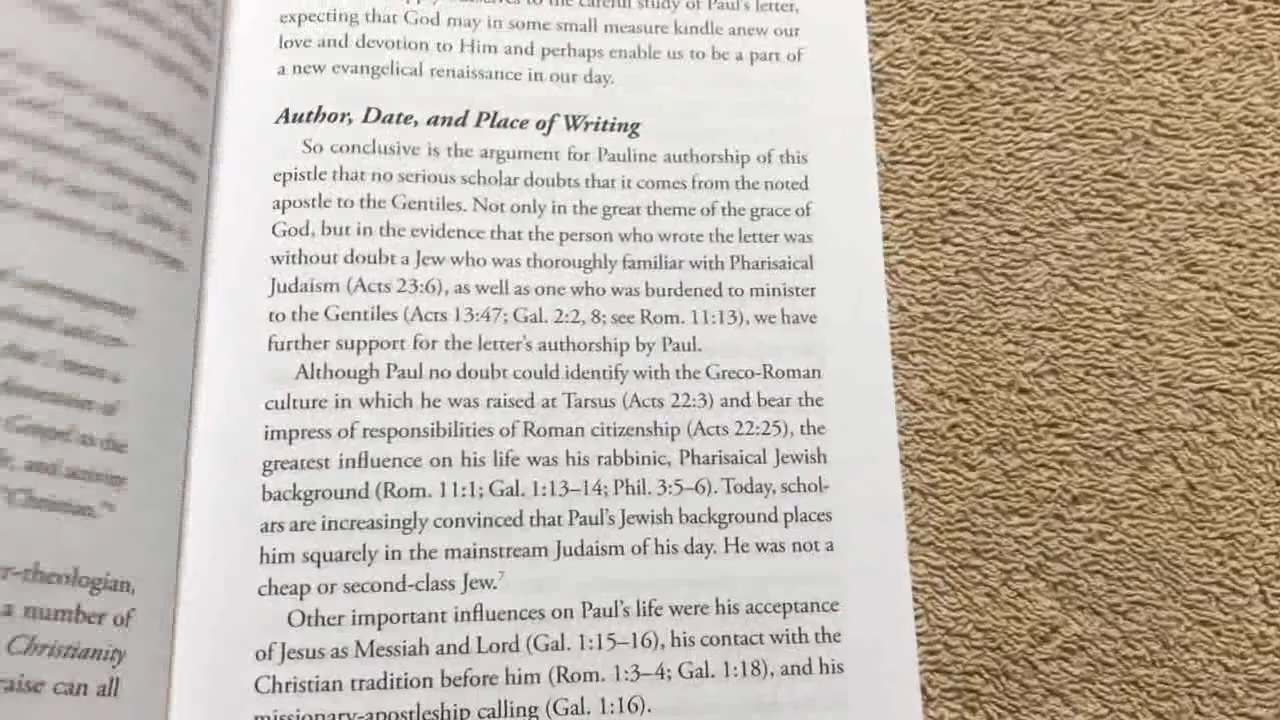 to the careful study of Paul's letter,
expecting that God may in some small measure kindle anew our
love and devotion to Him and perhaps enable us to be a part of
a new evangelical renaissance in our day.
Author, Date, and Place of Writing
So conclusive is the argument for Pauline authorship of this
epistle that no serious scholar doubts that it comes from the noted
apostle to the Gentiles. Not only in the great theme of the grace of
God, but in the evidence that the person who wrote the letter was
without doubt a Jew who was thoroughly familiar with Pharisaical
Judaism (Acts 23:6), as well as one who was burdened to minister
to the Gentiles (Acts 13:47; Gal. 2:2, 8; see Rom. 11:13), we have
further support for the letter's authorship by Paul.
Although Paul no doubt could identify with the Greco-Roman
culture in which he was raised at Tarsus (Acts 22:3) and bear the
impress of responsibilities of Roman citizenship (Acts 22:25), the
greatest influence on his life was his rabbinic, Pharisaical Jewish
background (Rom. 11:1; Gal. 1:13–14; Phil. 3:5–6). Today, schol-
ars are increasingly convinced that Paul's Jewish background places
him squarely in the mainstream Judaism of his day. He was not a
cheap or second-class Jew.7
Other important influences on Paul's life were his acceptance
of Jesus as Messiah and Lord (Gal. 1:15–16), his contact with the
Christian tradition before him (Rom. 1:3–4; Gal. 1:18), and his
missionary-apostleship calling (Gal. 1:16).
Gospel as the
and activity
"Christian."
r-theologian,
a number of
Christianity
raise can all